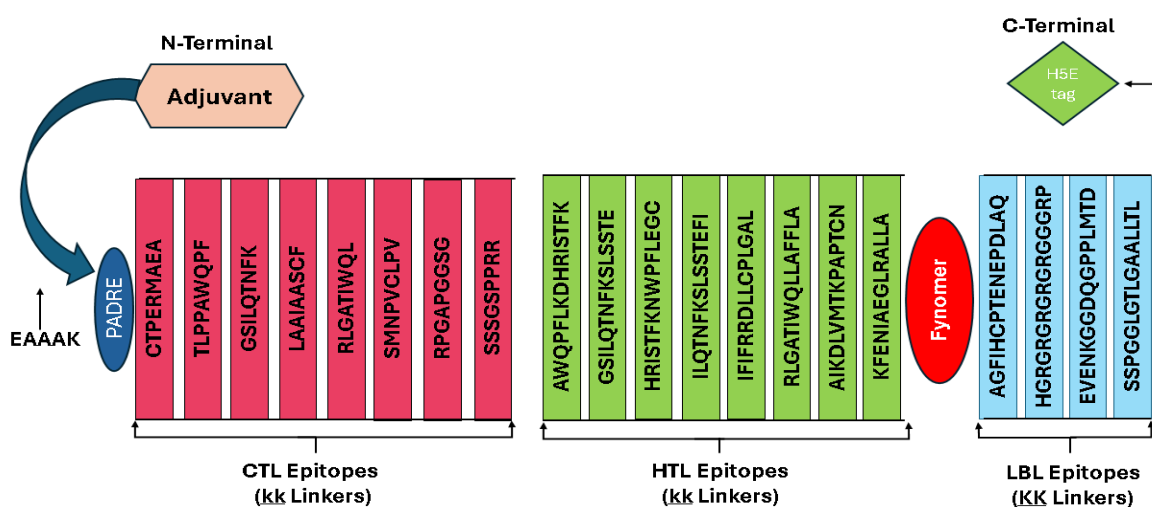 N-Terminal
C-Terminal
Adjuvant
H5E
tag
EAAAK
PADRE
CTPERMAEA
TLPPAWQPF
GSILQTNFK
LAAIAASCF
RLGATIWQL
SMNPVCLPV
RPGAPGGSG
SSSGSPPRR
AWQPFLKDHRISTFK
GSILQTNFKSLSSTE
HRISTFKNWPFLEGC
ILQTNFKSLSSTEFI
IFIFRRDLLCPLGAL
RLGATIWQLLAFFLA
AIKDLVMTKPAPTCN
KFENIAEGLRALLA
Fynomer
AGFIHCPTENEPDLAQ
HGRGRGRGRGRGGGRP
EVENKGGDQGPPLMTD
SSPGGLGTLGAALLTL
CTL Epitopes
(kk Linkers)
HTL Epitopes
(kk Linkers)
LBL Epitopes
(KK Linkers)